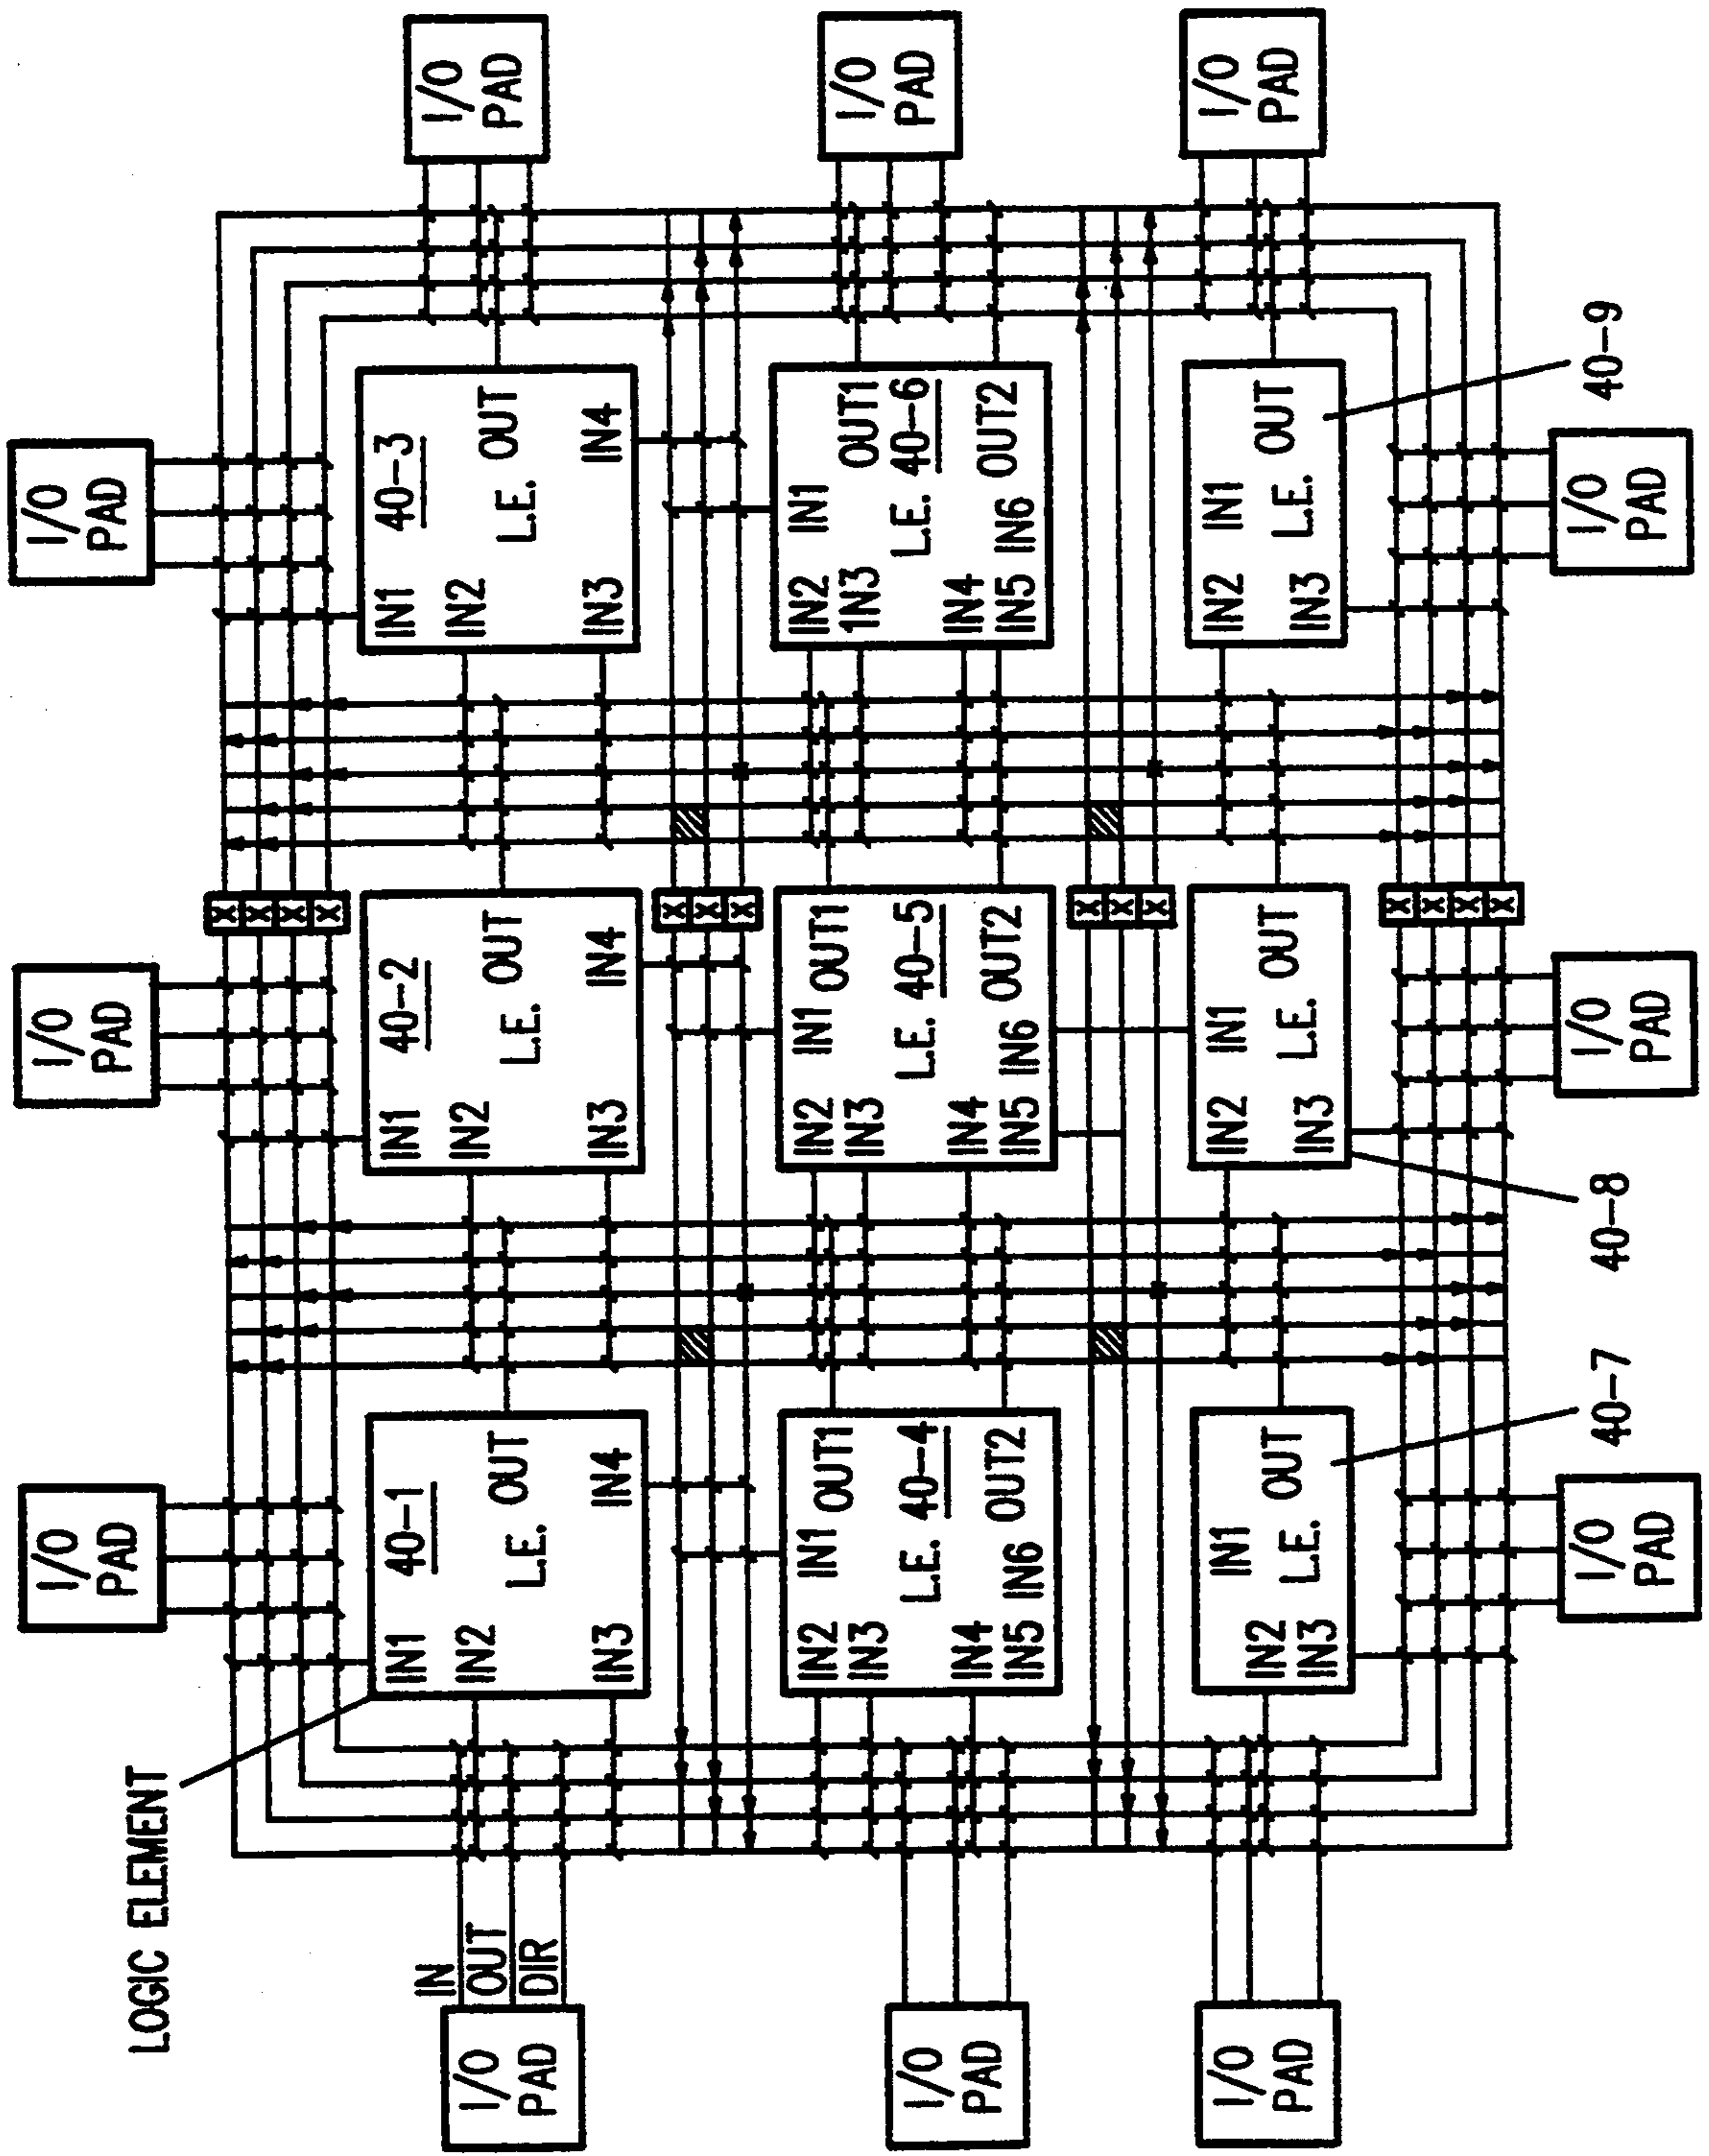 I/O
PAD
I/O
PAD
I/O
PAD
LOGIC ELEMENT
I/O
PAD
IN
OUT
DIR
IN1
40-1
IN2
OUT
L.E.
IN3
IN4
X
X
X
X
IN1
40-2
IN2
OUT
L.E.
IN3
IN4
IN1
40-3
IN2
OUT
L.E.
IN3
IN4
I/O
PAD
X
X
X
I/O
PAD
IN1
IN2
OUT1
IN3
L.E. 40-4
IN4
OUT2
IN5
IN6
IN1
IN2
OUT1
IN3
L.E. 40-5
IN4
OUT2
IN5
IN6
IN1
IN2
OUT1
1N3
L.E. 40-6
IN4
OUT2
IN5
IN6
I/O
PAD
X
X
X
I/O
PAD
IN1
IN2
OUT
L.E.
IN3
IN1
IN2
OUT
L.E.
IN3
IN1
IN2
OUT
L.E.
IN3
I/O
PAD
X
X
X
X
40-7
40-8
40-9
I/O
PAD
I/O
PAD
I/O
PAD